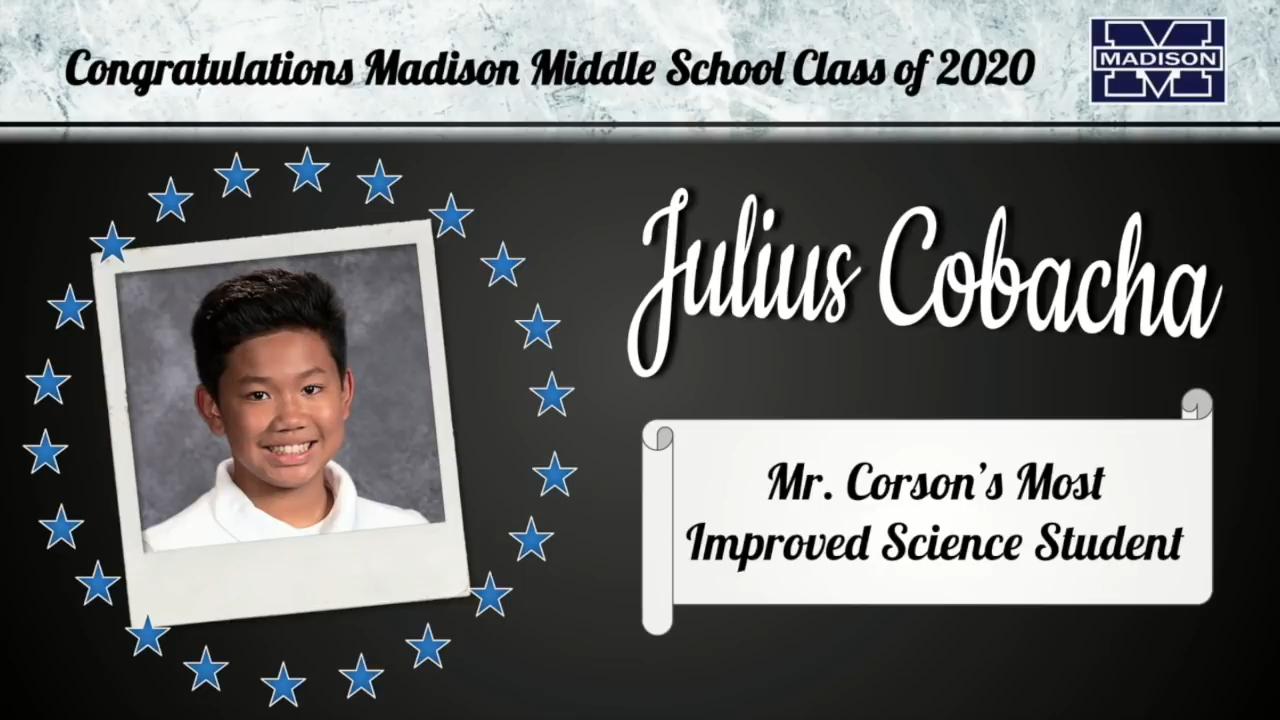 Congratulations Madison Middle School Class of 2020
M
MADISON
Julius Cobacha
Mr. Corson's Most
Improved Science Student